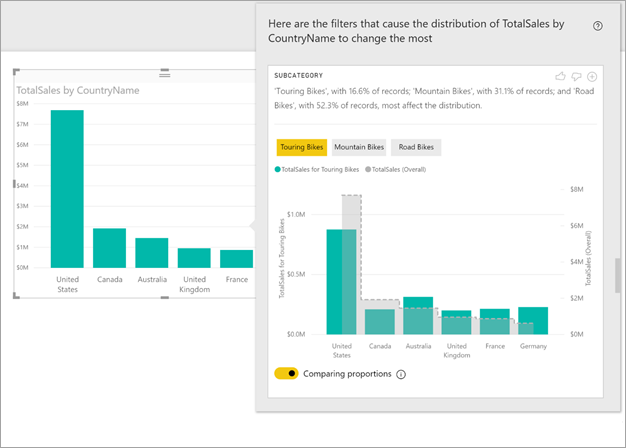 Here are the filters that cause the distribution of TotalSales by
CountryName to change the most
TotalSales by CountryName
$8M
$7M
$6M
$5M
$4M
$3M
$2M
$1M
$0M
United
States
Canada
Australia
United
Kingdom
France
SUBCATEGORY
'Touring Bikes', with 16.6% of records; 'Mountain Bikes', with 31.1% of records; and 'Road
Bikes', with 52.3% of records, most affect the distribution.
Touring Bikes Mountain Bikes Road Bikes
TotalSales for Touring Bikes TotalSales (Overall)
TotalSales for Touring Bikes
$1.0M
$0.5M
$0.0M
$8M
$6M
$4M
$2M
$0M
TotalSales (Overall)
United
States
Canada
Australia
United
Kingdom
France
Germany
Comparing proportions